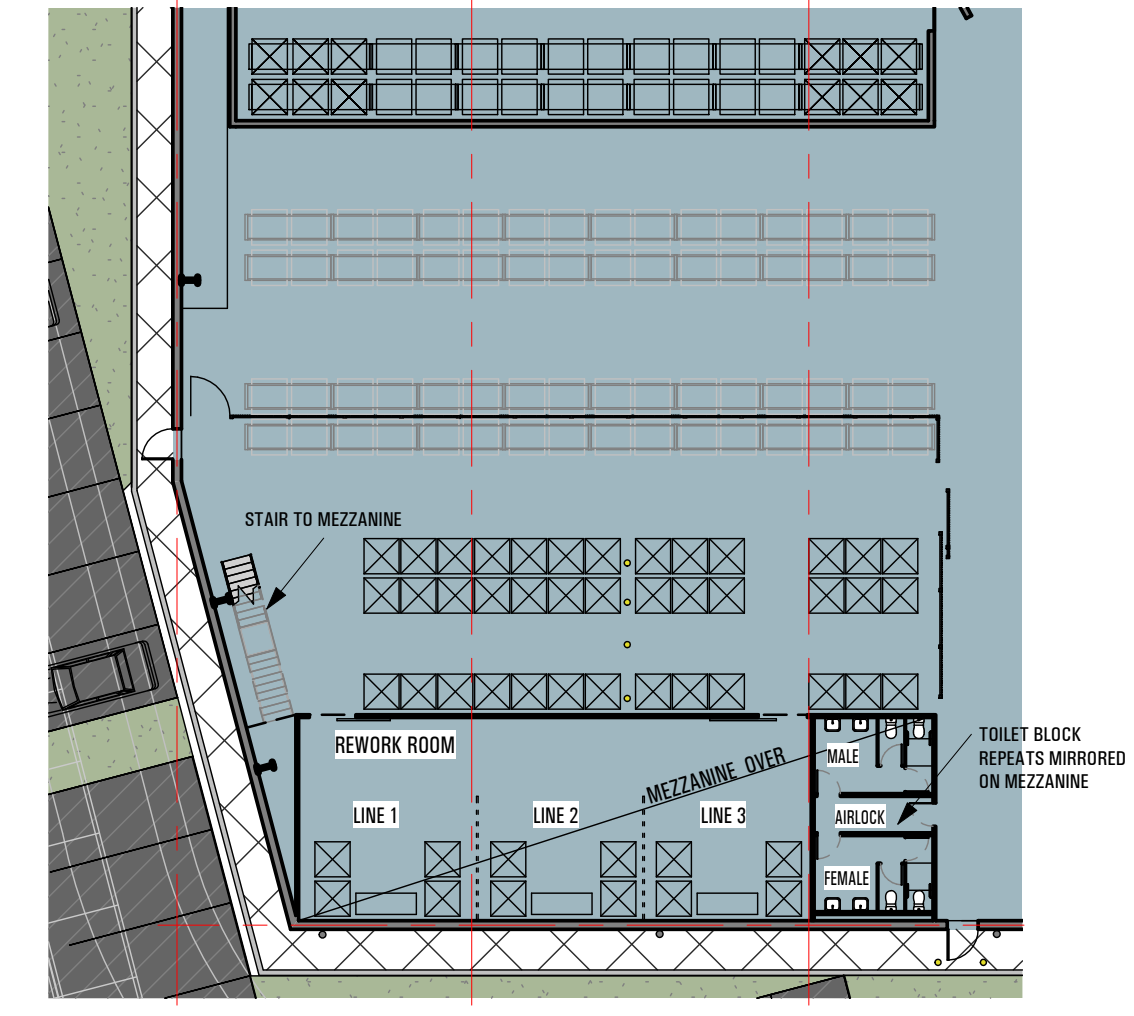 STAIR TO MEZZANINE
REWORK ROOM
MEZZANINE OVER
LINE 1
LINE 2
LINE 3
MALE
AIRLOCK
FEMALE
TOILET BLOCK
REPEATS MIRRORED
ON MEZZANINE